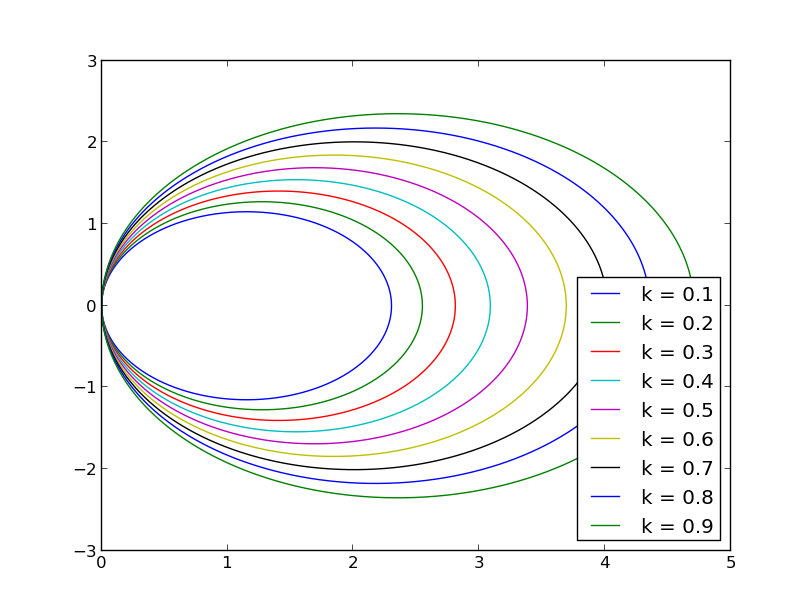 3
2
1
0
−1
−2
−3
0 1 2 3 4 5
k = 0.1
k = 0.2
k = 0.3
k = 0.4
k = 0.5
k = 0.6
k = 0.7
k = 0.8
k = 0.9